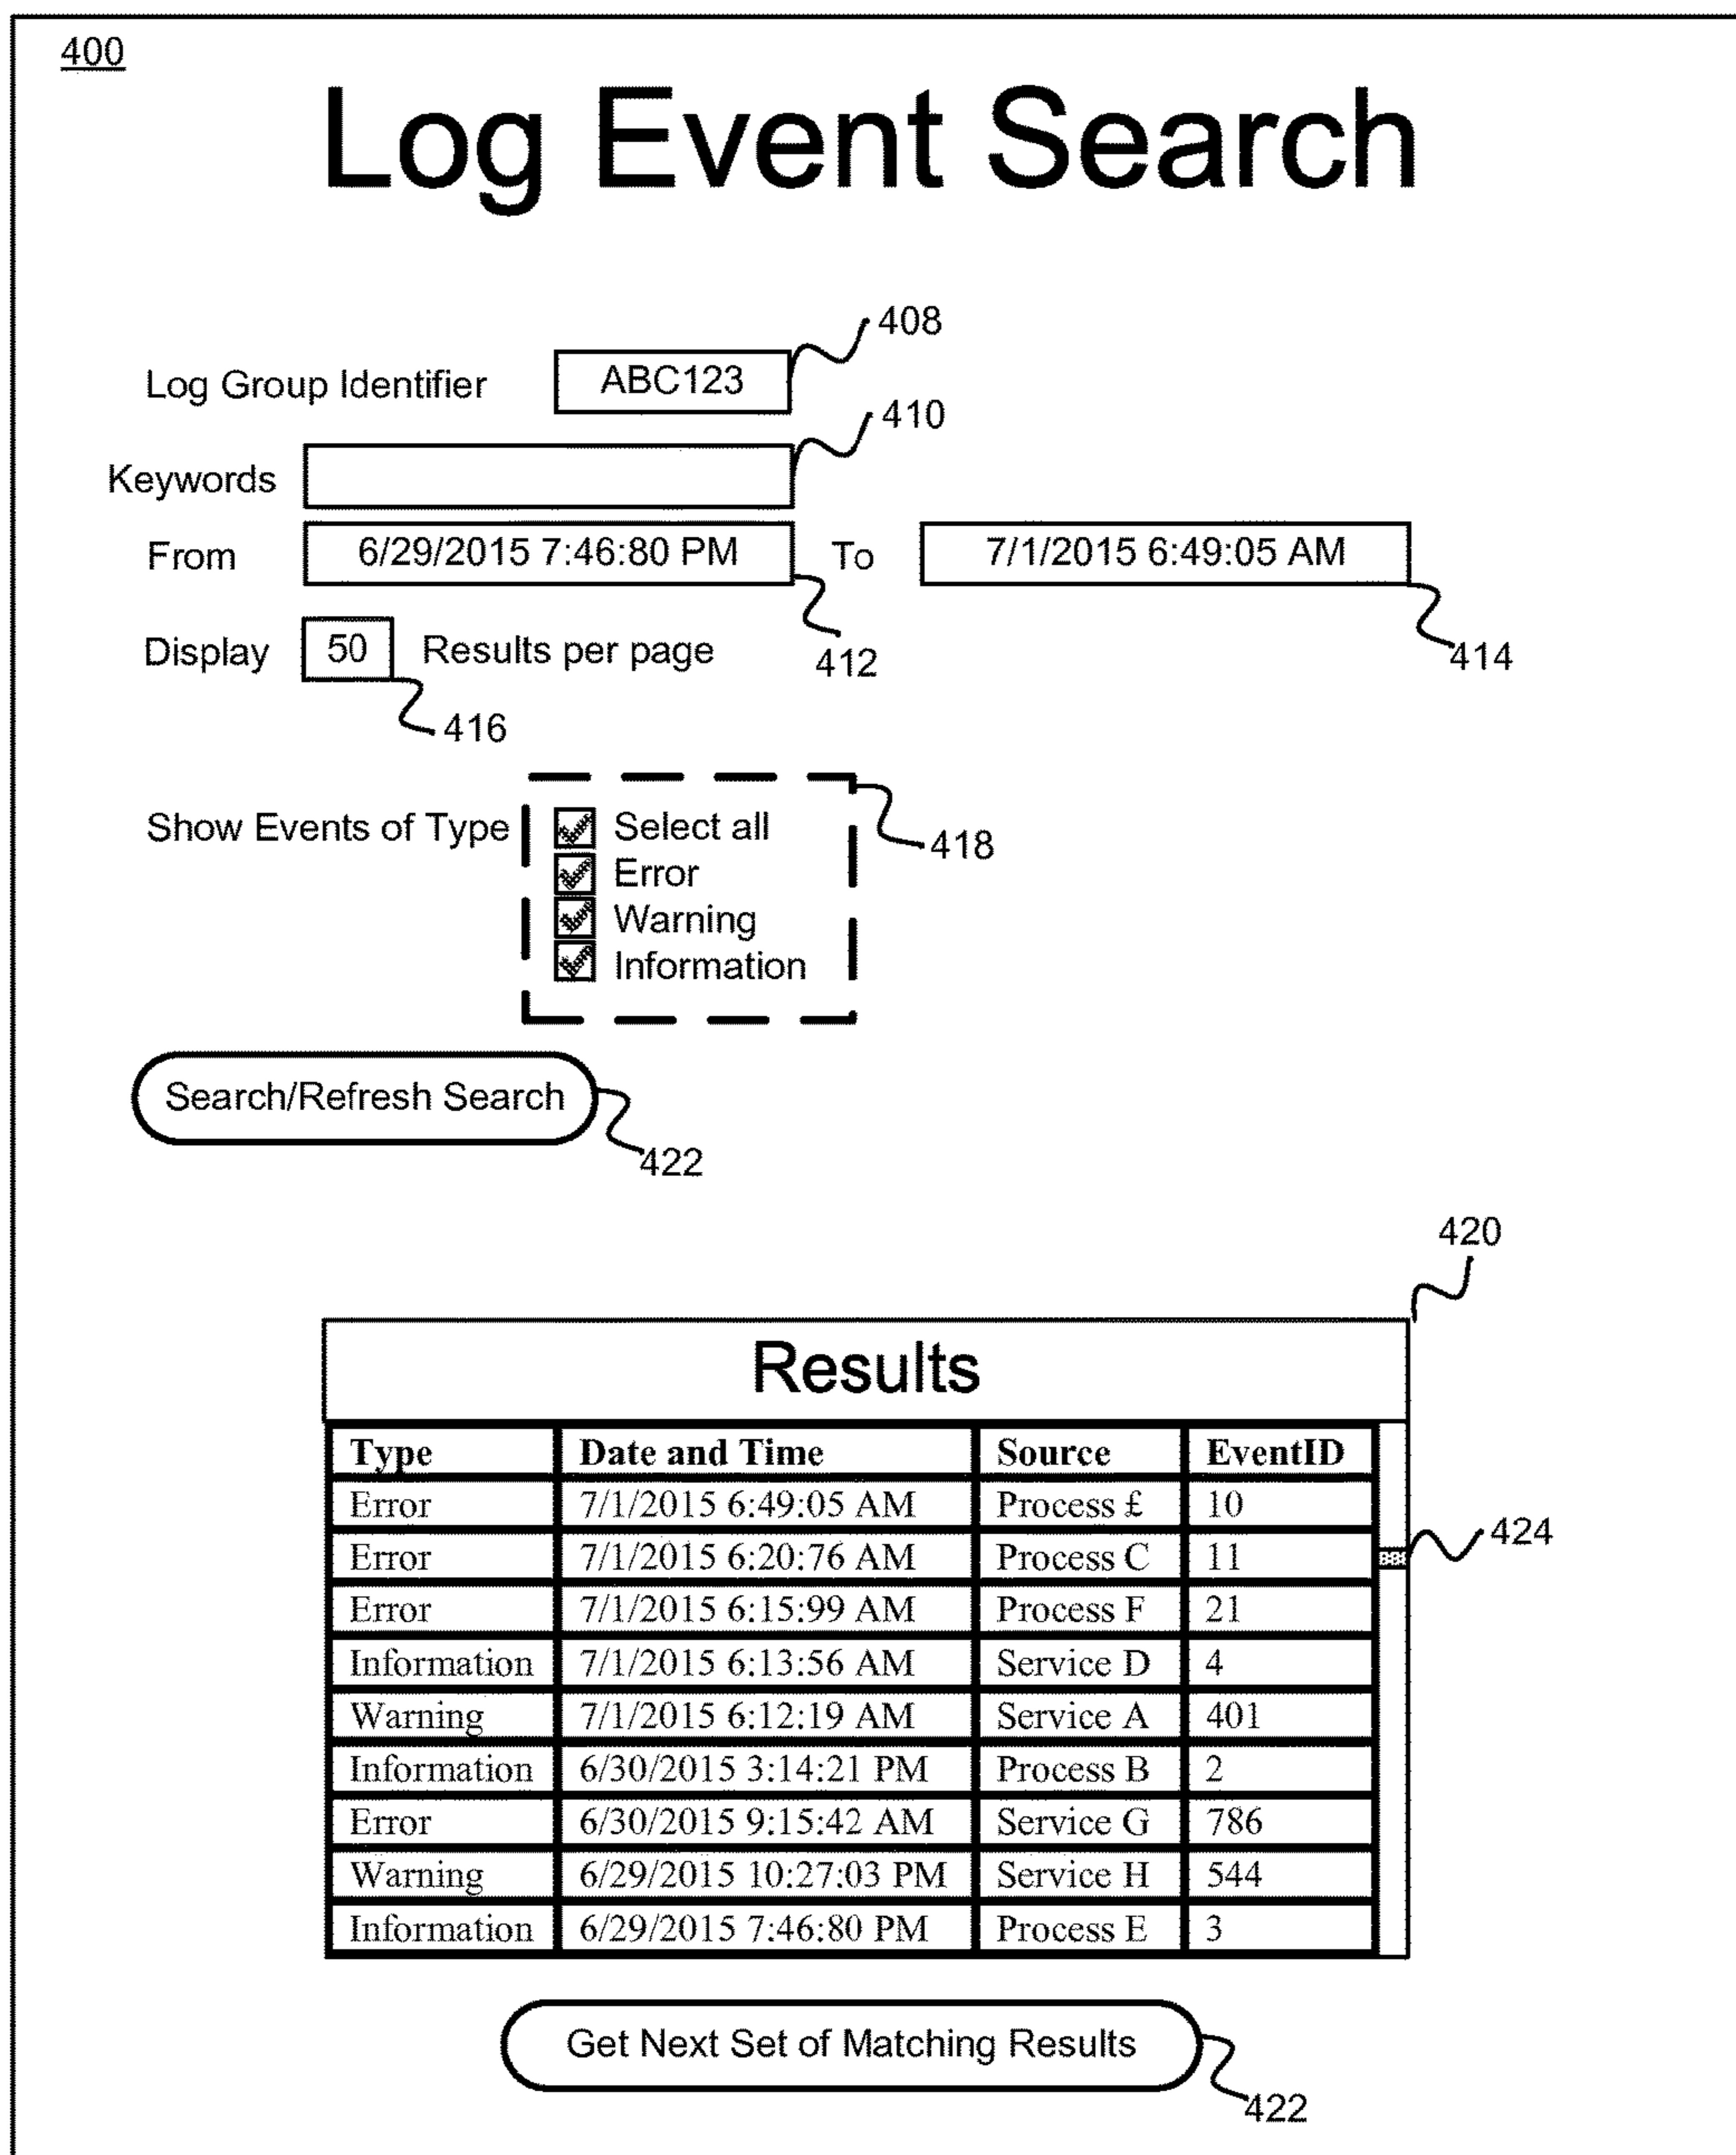 400
Log Event Search
408
Log Group Identifier ABC123
410
Keywords
From 6/29/2015 7:46:80 PM To 7/1/2015 6:49:05 AM
Display 50 Results per page
412
414
416
Show Events of Type
Select all
418
Error
Warning
Information
Search/Refresh Search
422
420
Results
Type Date and Time Source EventID
Error 7/1/2015 6:49:05 AM Process £ 10
Error 7/1/2015 6:20:76 AM Process C 11
424
Error 7/1/2015 6:15:99 AM Process F 21
Information 7/1/2015 6:13:56 AM Service D 4
Warning 7/1/2015 6:12:19 AM Service A 401
Information 6/30/2015 3:14:21 PM Process B 2
Error 6/30/2015 9:15:42 AM Service G 786
Warning 6/29/2015 10:27:03 PM Service H 544
Information 6/29/2015 7:46:80 PM Process E 3
Get Next Set of Matching Results
422